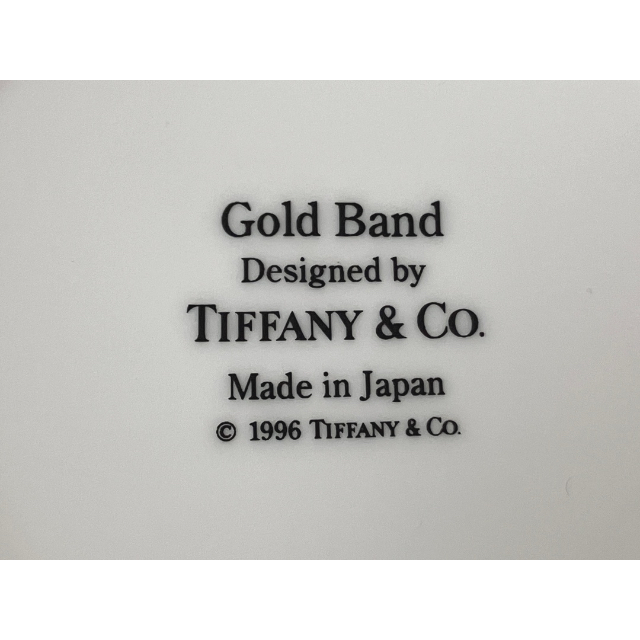 Gold Band
Designed by
TIFFANY & CO.
Made in Japan
© 1996 TIFFANY & CO.